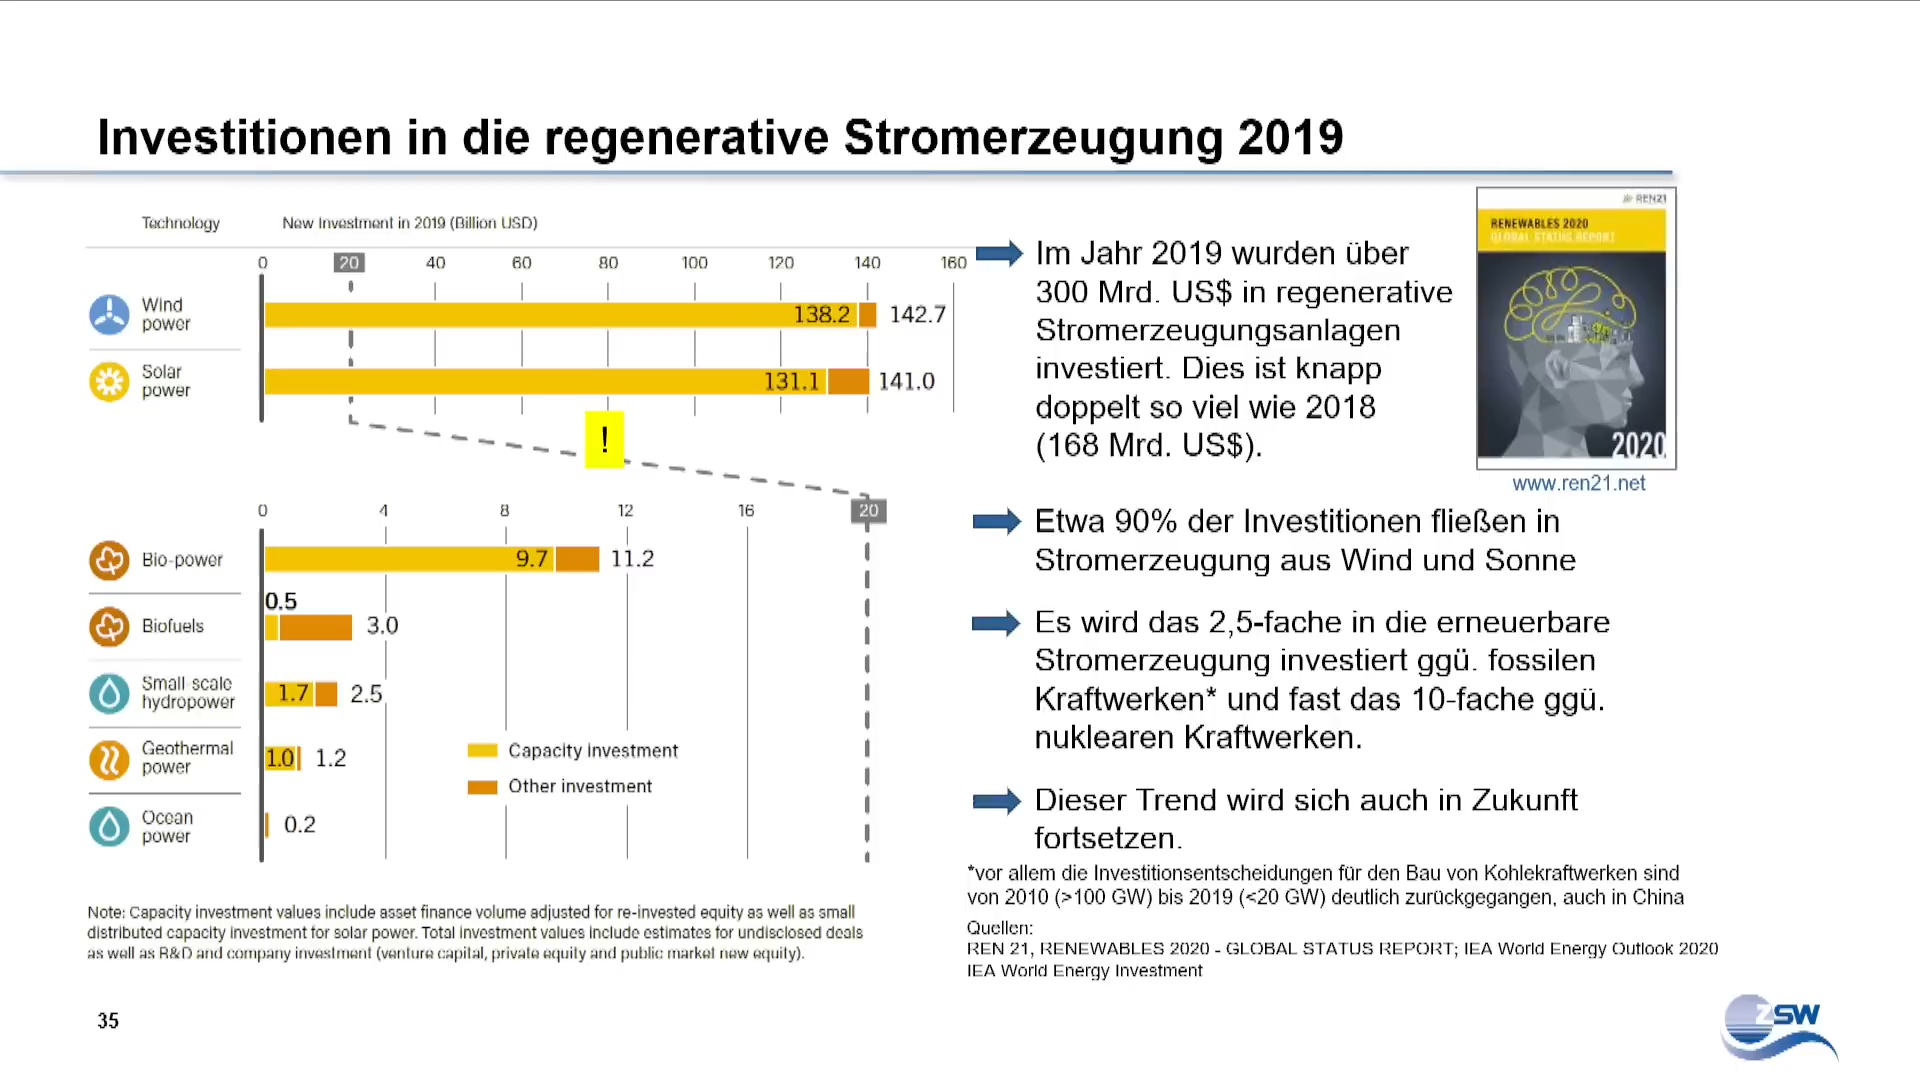 Investitionen in die regenerative Stromerzeugung 2019
Technology
New Investment in 2019 (Billion USD)
0 20 40 60 80 100 120 140 160
Wind
power
138.2 142.7
Solar
power
131.1 141.0
!
0 4 8 12 16 20
Bio-power
9.7 11.2
Biofuels
0.5
3.0
Small scale
hydropower
1.7 2.5
Geothermal
power
1.0 1.2
Ocean
power
0.2
Capacity investment
Other investment
Note: Capacity investment values include asset finance volume adjusted for re-invested equity as well as small
distributed capacity investment for solar power. Total investment values include estimates for undisclosed deals
as well as R&D and company investment (venture capital, private equity and public market new equity).
Im Jahr 2019 wurden über
300 Mrd. US$ in regenerative
Stromerzeugungsanlagen
investiert. Dies ist knapp
doppelt so viel wie 2018
(168 Mrd. US$).
REN21
RENEWABLES 2020
GLOBAL STATUS REPORT
2020
www.ren21.net
Etwa 90% der Investitionen fließen in
Stromerzeugung aus Wind und Sonne
Es wird das 2,5-fache in die erneuerbare
Stromerzeugung investiert ggü. fossilen
Kraftwerken* und fast das 10-fache ggü.
nuklearen Kraftwerken.
Dieser Trend wird sich auch in Zukunft
fortsetzen.
*vor allem die Investitionsentscheidungen für den Bau von Kohlekraftwerken sind
von 2010 (>100 GW) bis 2019 (<20 GW) deutlich zurückgegangen, auch in China
Quellen:
REN 21, RENEWABLES 2020 - GLOBAL STATUS REPORT; IEA World Energy Outlook 2020
IEA World Energy Investment
35
ZSW